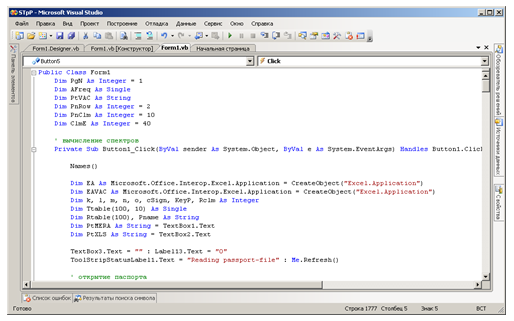 STpP - Microsoft Visual Studio
Файл Правка Вид Проект Построение Отладка Данные Сервис Окно Справка
Form1.Designer.vb Form1.vb [Конструктор] Form1.vb Начальная страница
Button5 Click
Public Class Form1
Dim PgN As Integer = 1
Dim AFreq As Single
Dim PtVAC As String
Dim PnRow As Integer = 2
Dim PnClm As Integer = 10
Dim ClmE As Integer = 40
' вычисление спектров
Private Sub Button1_Click(ByVal sender As System.Object, ByVal e As System.EventArgs) Handles Button1.Click
Names()
Dim EA As Microsoft.Office.Interop.Excel.Application = CreateObject("Excel.Application")
Dim EAVAC As Microsoft.Office.Interop.Excel.Application = CreateObject("Excel.Application")
Dim k, l, m, n, o, cSign, KeyP, Rclm As Integer
Dim Ttable(100, 10) As Single
Dim Rtable(100), Pname As String
Dim PtMERA As String = TextBox1.Text
Dim PtXLS As String = TextBox2.Text
TextBox3.Text = "" : Label13.Text = "0"
ToolStripStatusLabel1.Text = "Reading passport-file" : Me.Refresh()
' открытие паспорта
Панель элементов
Обозреватель решений
Источники данных
Свойства
Список ошибок Результаты поиска символа
Готово Строка 1777 Столбец 5 Знак 5 ВСТ